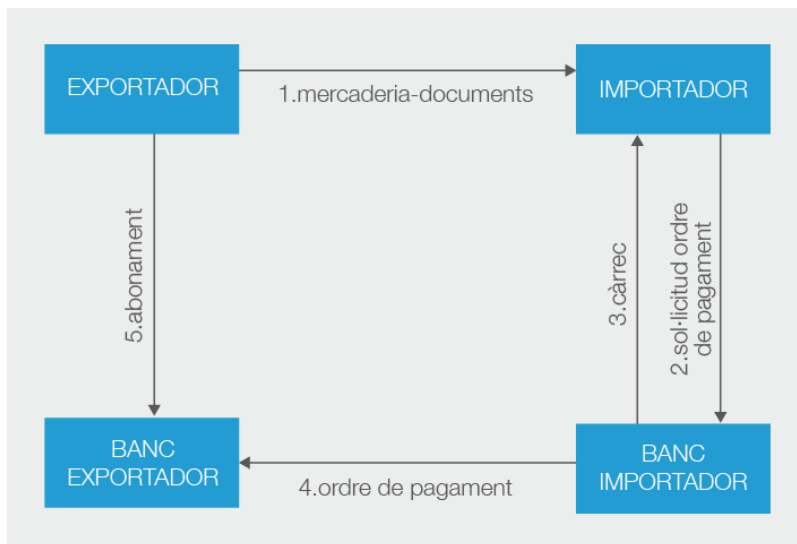 EXPORTADOR
1.mercaderia-documents
IMPORTADOR
5.abonament
3.càrrec
2.sol·licitud ordre
de pagament
BANC
EXPORTADOR
4.ordre de pagament
BANC
IMPORTADOR